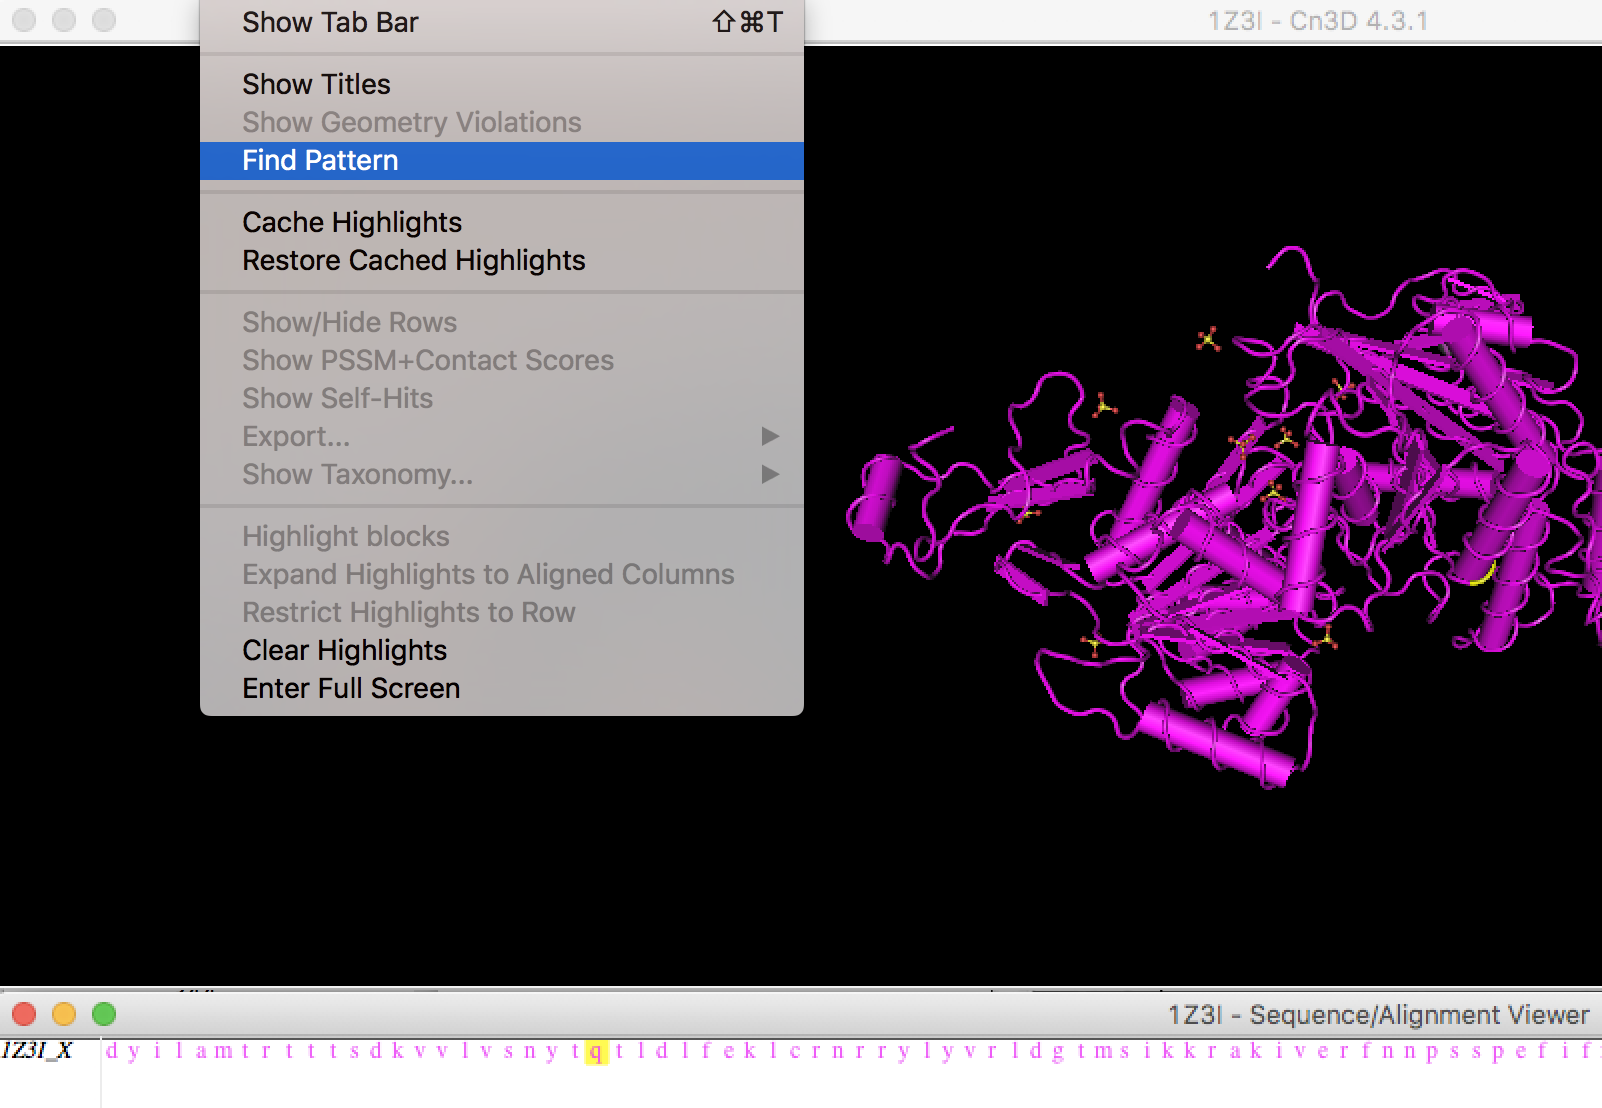 Show Tab Bar ⇧⌘T
1Z3I - Cn3D 4.3.1
Show Titles
Show Geometry Violations
Find Pattern
Cache Highlights
Restore Cached Highlights
Show/Hide Rows
Show PSSM+Contact Scores
Show Self-Hits
Export... ▶
Show Taxonomy... ▶
Highlight blocks
Expand Highlights to Aligned Columns
Restrict Highlights to Row
Clear Highlights
Enter Full Screen
1Z3I - Sequence/Alignment Viewer
1Z3I_X d y i l a m t r t t t s d k v v l v s n y t q t l d l f e k l c r n r r y l y v r l d g t m s i k k r a k i v e r f n n p s s p e f i f